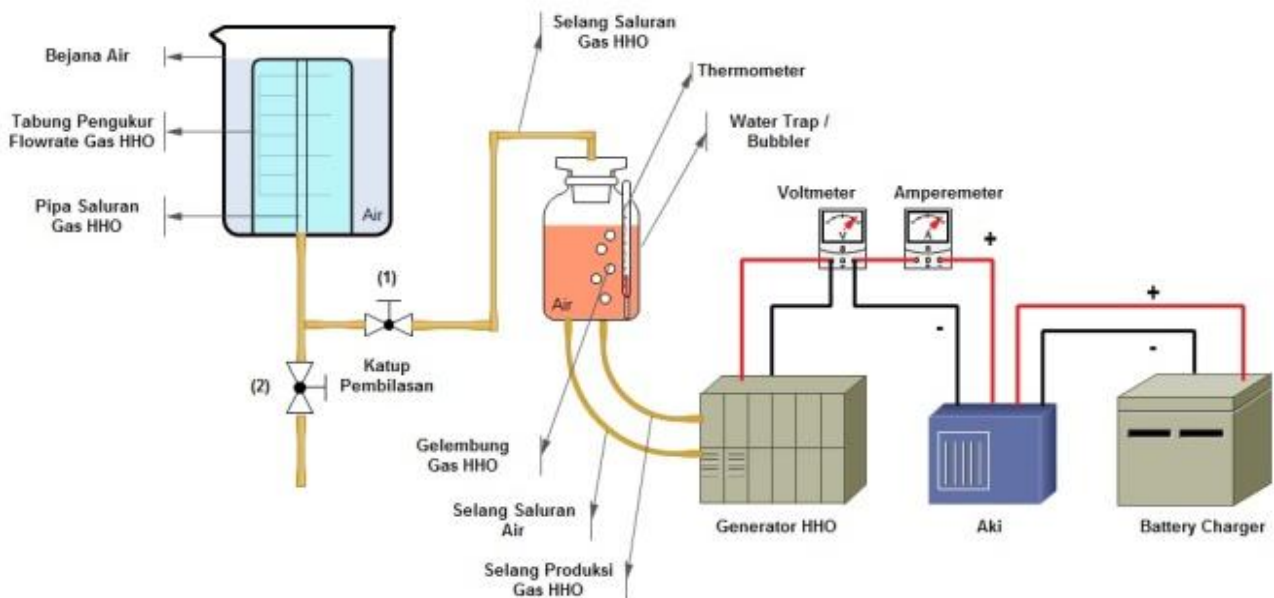 Selang Saluran
Gas HHO
Bejana Air
Thermometer
Tabung Pengukur
Flowrate Gas HHO
Water Trap /
Bubbler
Pipa Saluran
Gas HHO
Air
Voltmeter
Amperemeter
V
A
+
Air
(1)
+
-
-
(2)
Katup
Pembilasan
Gelembung
Gas HHO
Selang Saluran
Air
Generator HHO
Aki
Battery Charger
Selang Produksi
Gas HHO